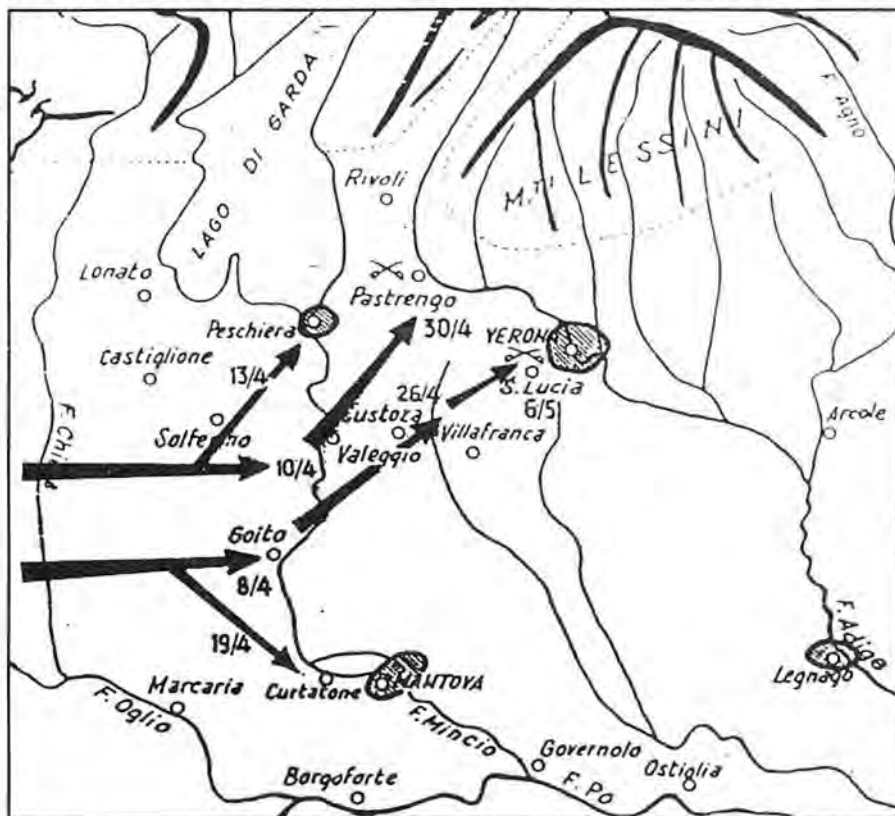 LAGO DI GARDA
F. Agno
M.TI LESSINI
Rivoli
Lonato
Pastrengo
Peschiera
30/4
VERONA
Castiglione
13/4
S. Lucia
6/5
26/4
F. Chiese
Solferino
Custoza
Villafranca
Arcole
Valeggio
10/4
Goito
8/4
19/4
F. Adige
Legnago
Marcaria
Curtatone
MANTOVA
F. Oglio
F. Mincio
Governolo
Ostiglia
Borgoforte
F. Po